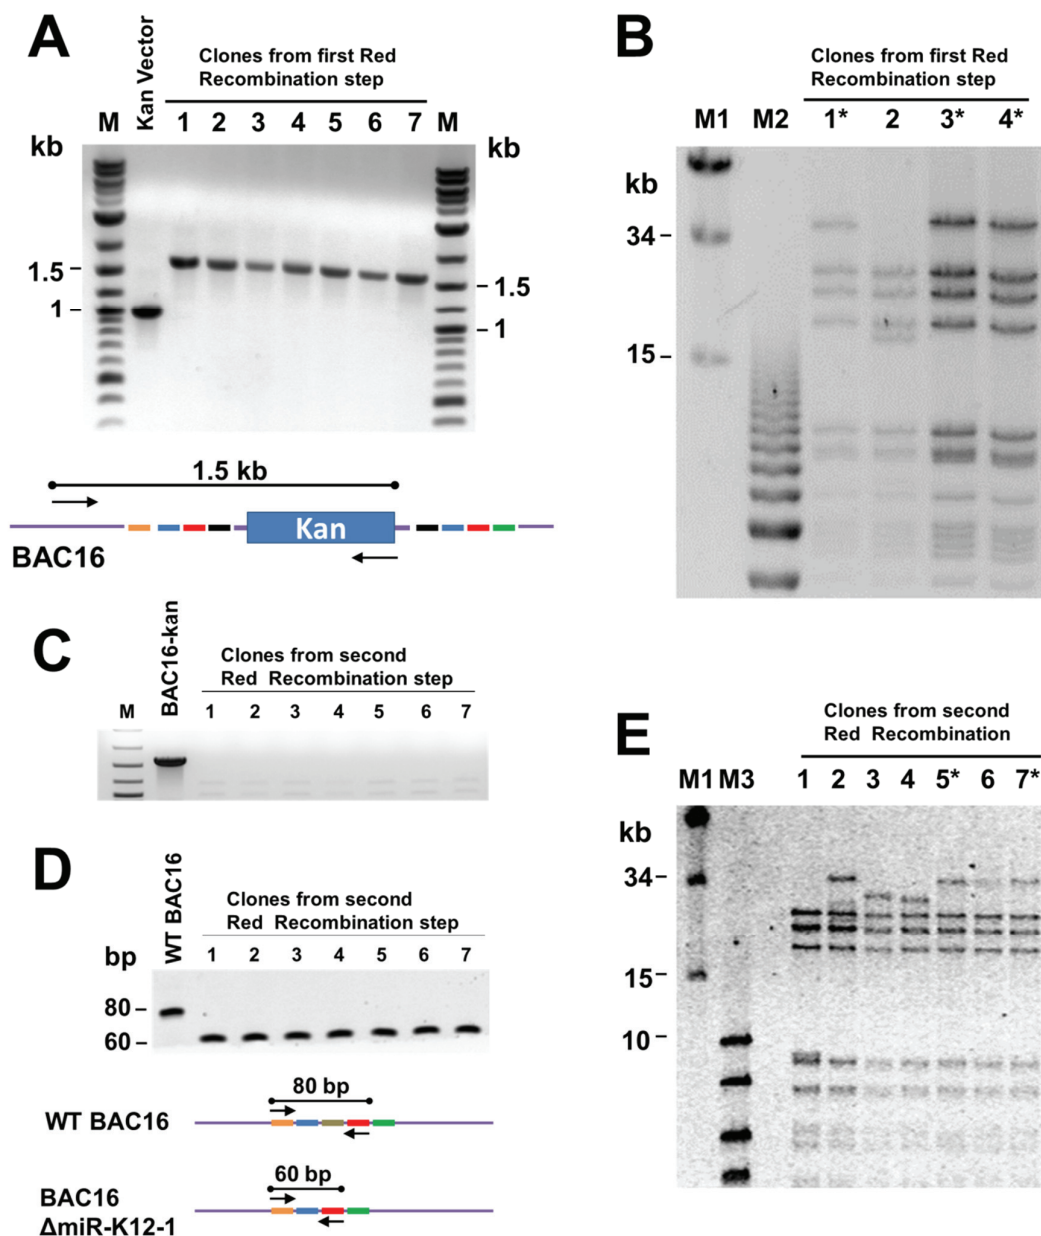 A
Kan Vector
Clones from first Red
Recombination step
M 1 2 3 4 5 6 7 M
kb kb
1.5
1
1.5
1
1.5 kb
Kan
BAC16
B
Clones from first Red
Recombination step
M1 M2 1* 2 3* 4*
kb
34
15
C
BAC16-kan
Clones from second
Red Recombination step
M 1 2 3 4 5 6 7
D
WT BAC16
Clones from second
Red Recombination step
bp 1 2 3 4 5 6 7
80
60
80 bp
WT BAC16
60 bp
BAC16
ΔmiR-K12-1
E
Clones from second
Red Recombination
M1 M3 1 2 3 4 5* 6 7*
kb
34
15
10